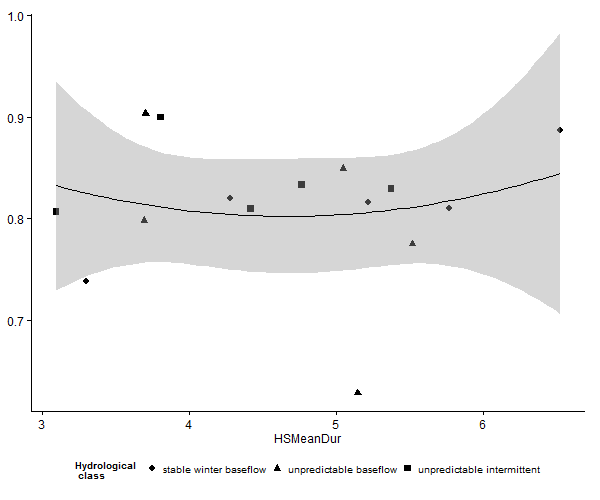 1.0
0.9
0.8
0.7
3 4 5 6
HSMeanDur
Hydrological
class
stable winter baseflow unpredictable baseflow unpredictable intermittent